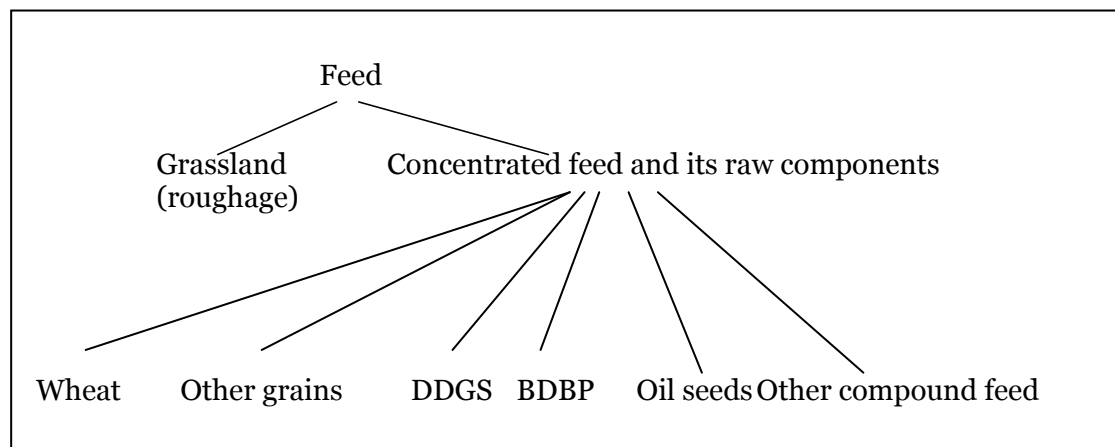 Feed
Grassland
(roughage)
Concentrated feed and its raw components
Wheat
Other grains
DDGS
BDBP
Oil seeds
Other compound feed